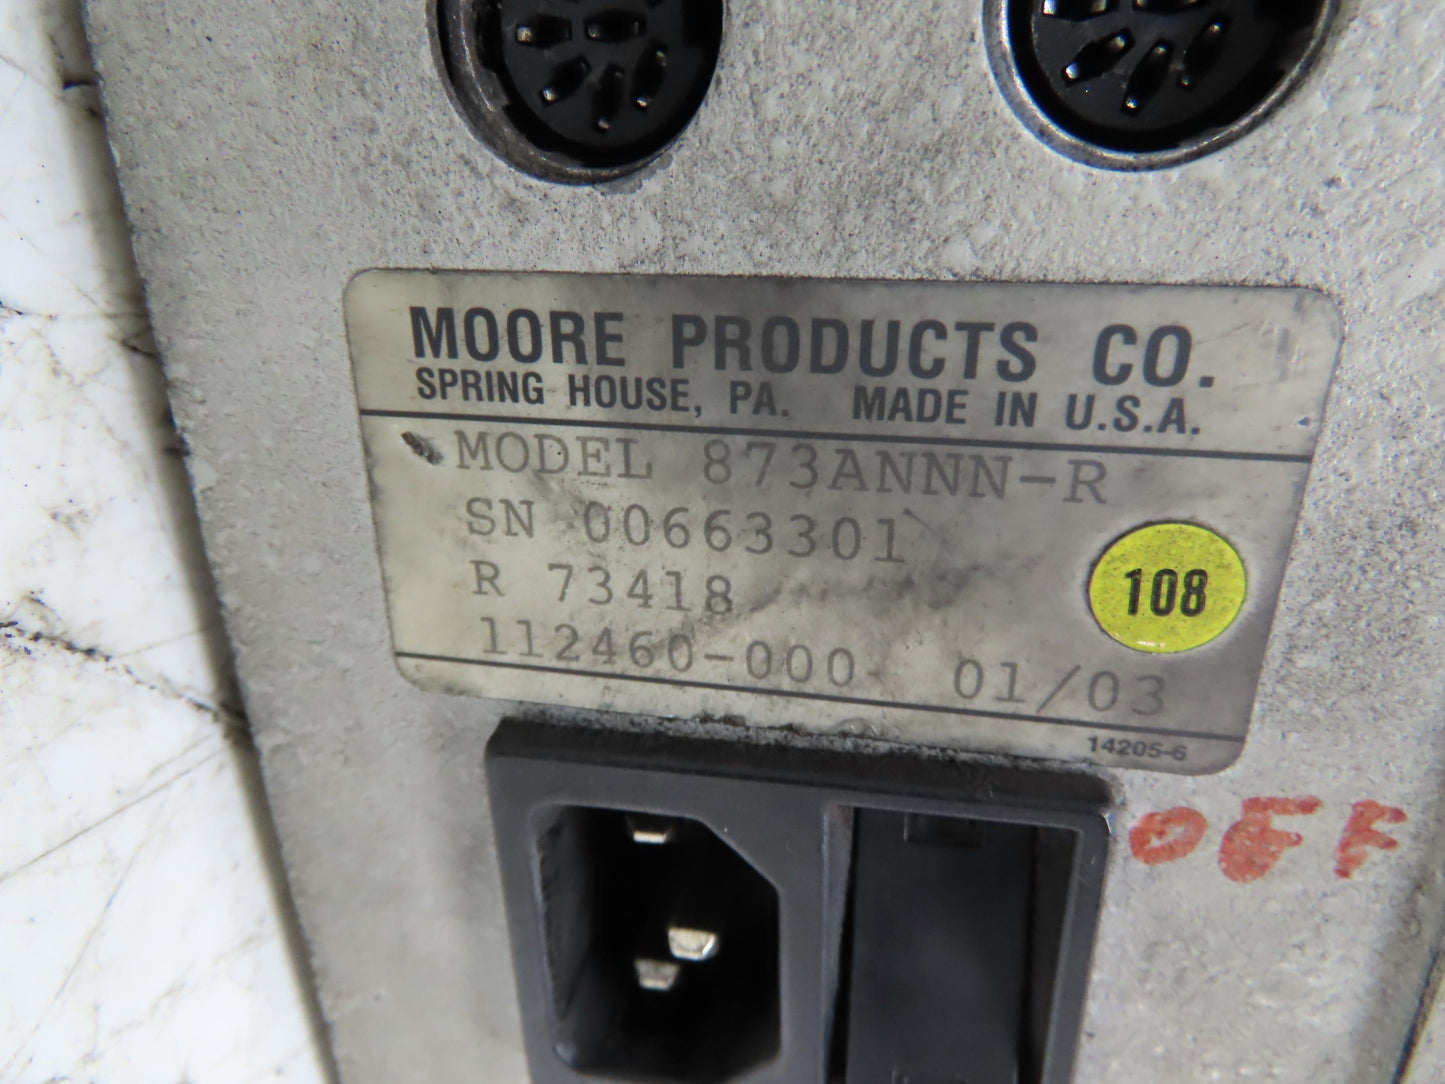 MOORE PRODUCTS CO.
SPRING HOUSE, PA. MADE IN U.S.A.
MODEL 873ANNN-R
SN 00663301
R 73418
108
112460-000 01/03
14205-6
OFF